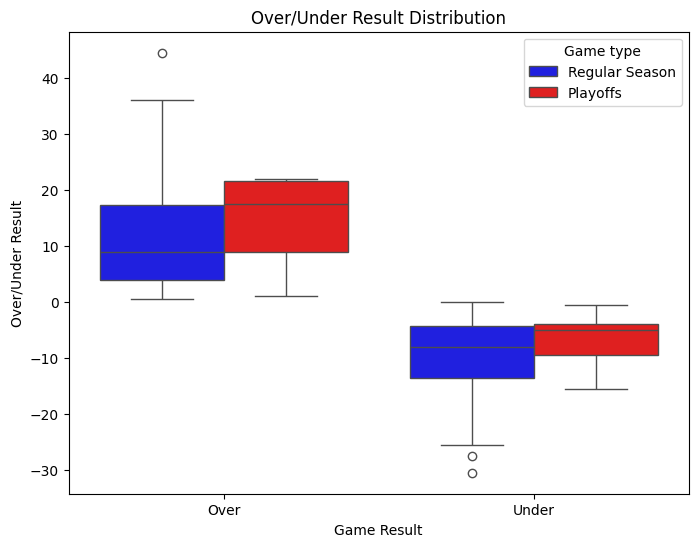 Over/Under Result Distribution
Game type
Regular Season
Playoffs
40
30
20
10
0
−10
−20
−30
Over/Under Result
Over
Under
Game Result